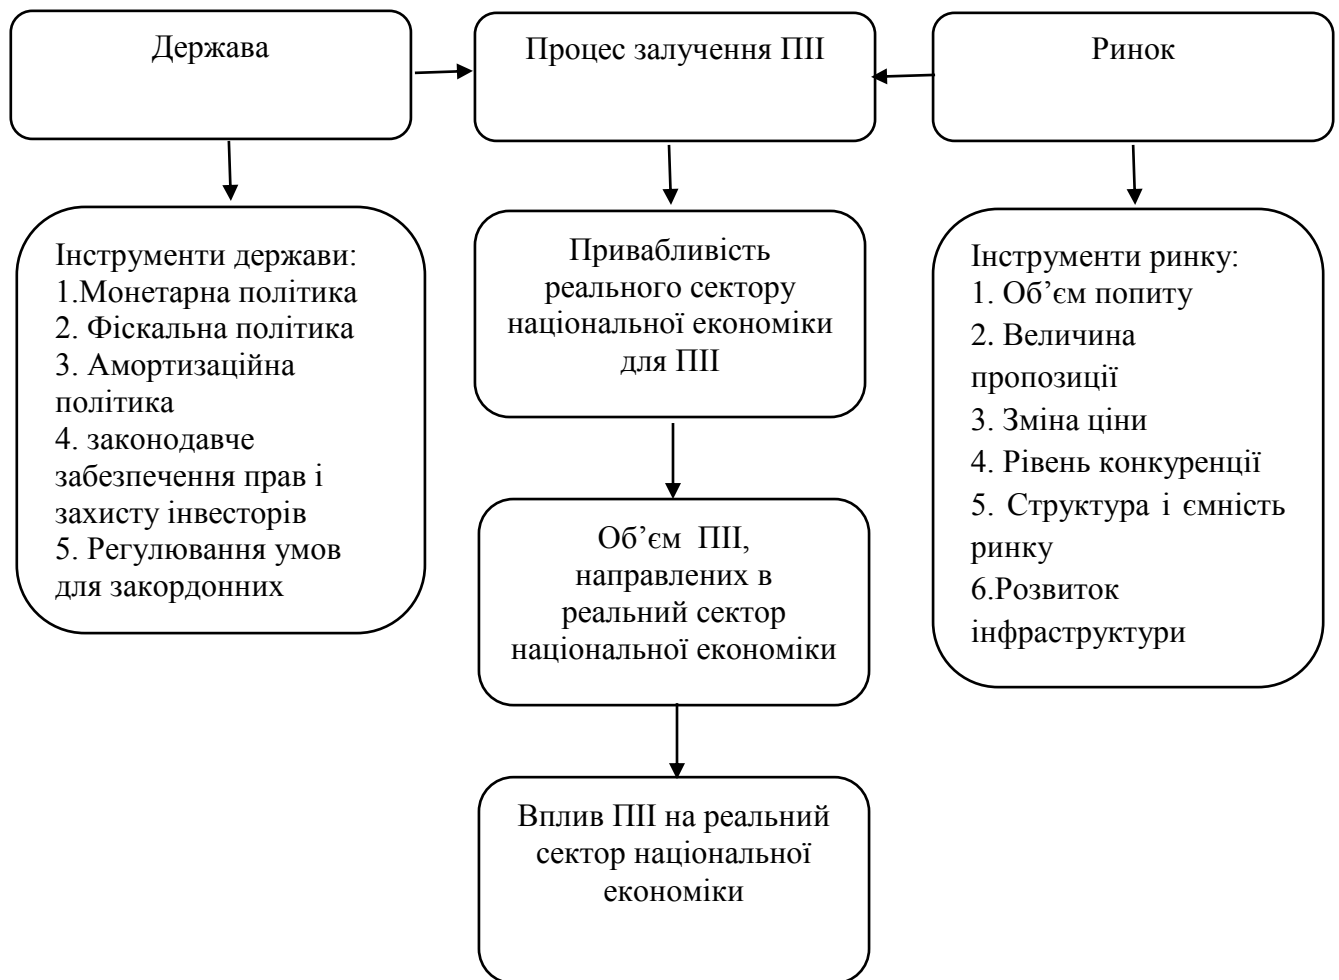 Держава
Процес залучення ПІІ
Ринок
Інструменти держави:
1.Монетарна політика
2. Фіскальна політика
3. Амортизаційна
політика
4. законодавче
забезпечення прав і
захисту інвесторів
5. Регулювання умов
для закордонних
Привабливість
реального сектору
національної економіки
для ПІІ
Об’єм ПІІ,
направлених в
реальний сектор
національної економіки
Вплив ПІІ на реальний
сектор національної
економіки
Інструменти ринку:
1. Об’єм попиту
2. Величина
пропозиції
3. Зміна ціни
4. Рівень конкуренції
5. Структура і ємність
ринку
6.Розвиток
інфраструктури